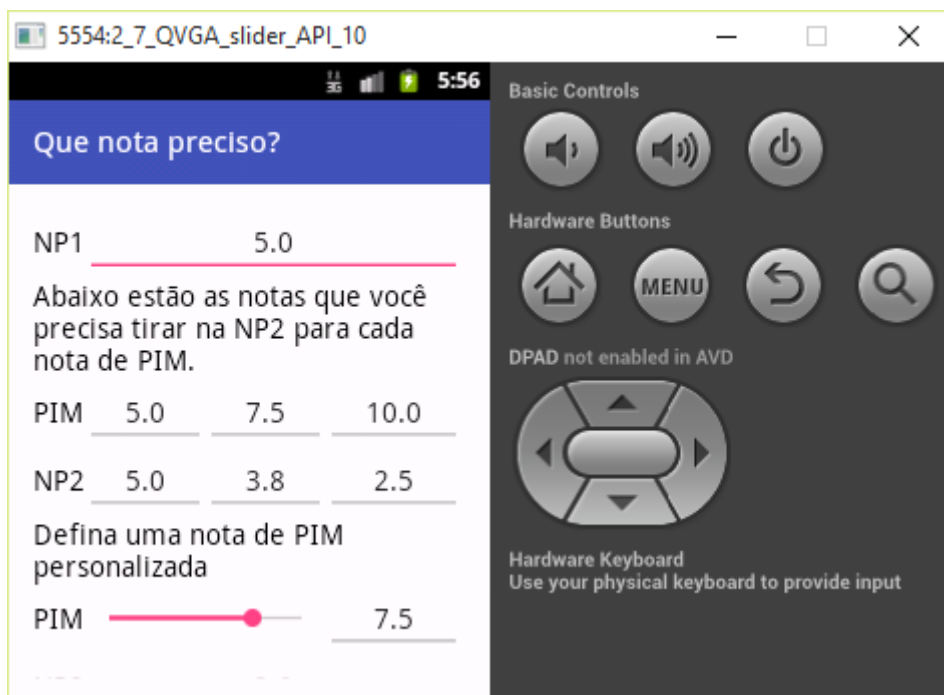 5554:2_7_QVGA_slider_API_10
3G 5:56
Que nota preciso?
NP1 5.0
Abaixo estão as notas que você
precisa tirar na NP2 para cada
nota de PIM.
PIM 5.0 7.5 10.0
NP2 5.0 3.8 2.5
Defina uma nota de PIM
personalizada
PIM 7.5
Basic Controls
Hardware Buttons
MENU
DPAD not enabled in AVD
Hardware Keyboard
Use your physical keyboard to provide input